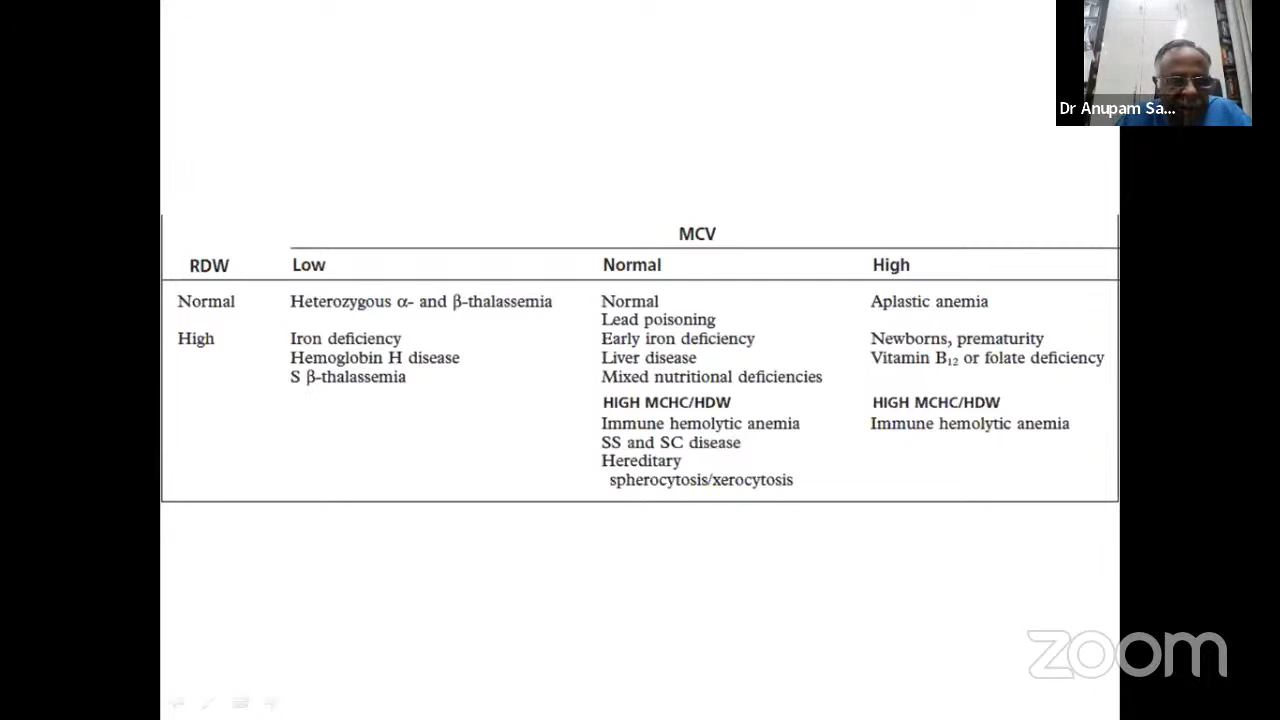 Dr Anupam Sa...
MCV
RDW Low Normal High
Normal Heterozygous α- and β-thalassemia Normal Aplastic anemia
Lead poisoning
High Iron deficiency Early iron deficiency Newborns, prematurity
Hemoglobin H disease Liver disease Vitamin B₁₂ or folate deficiency
S β-thalassemia Mixed nutritional deficiencies
HIGH MCHC/HDW HIGH MCHC/HDW
Immune hemolytic anemia Immune hemolytic anemia
SS and SC disease
Hereditary
spherocytosis/xerocytosis
zoom